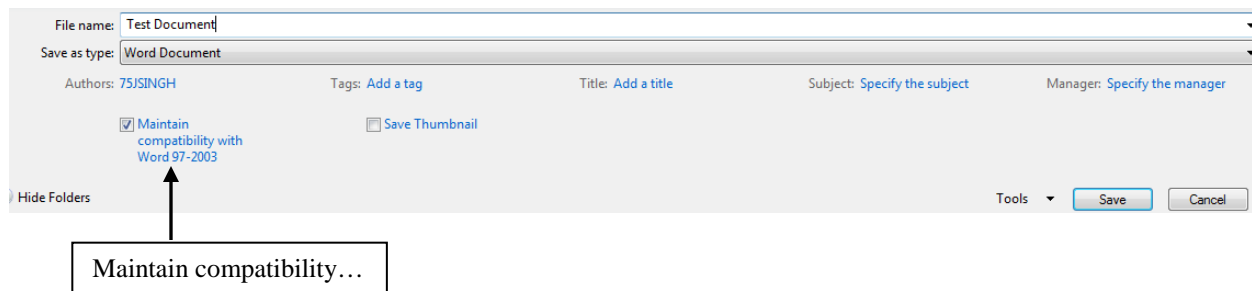 File name: Test Document
Save as type: Word Document
Authors: 75JSINGH Tags: Add a tag Title: Add a title Subject: Specify the subject Manager: Specify the manager
Maintain Save Thumbnail
compatibility with
Word 97-2003
Hide Folders Tools Save Cancel
Maintain compatibility…